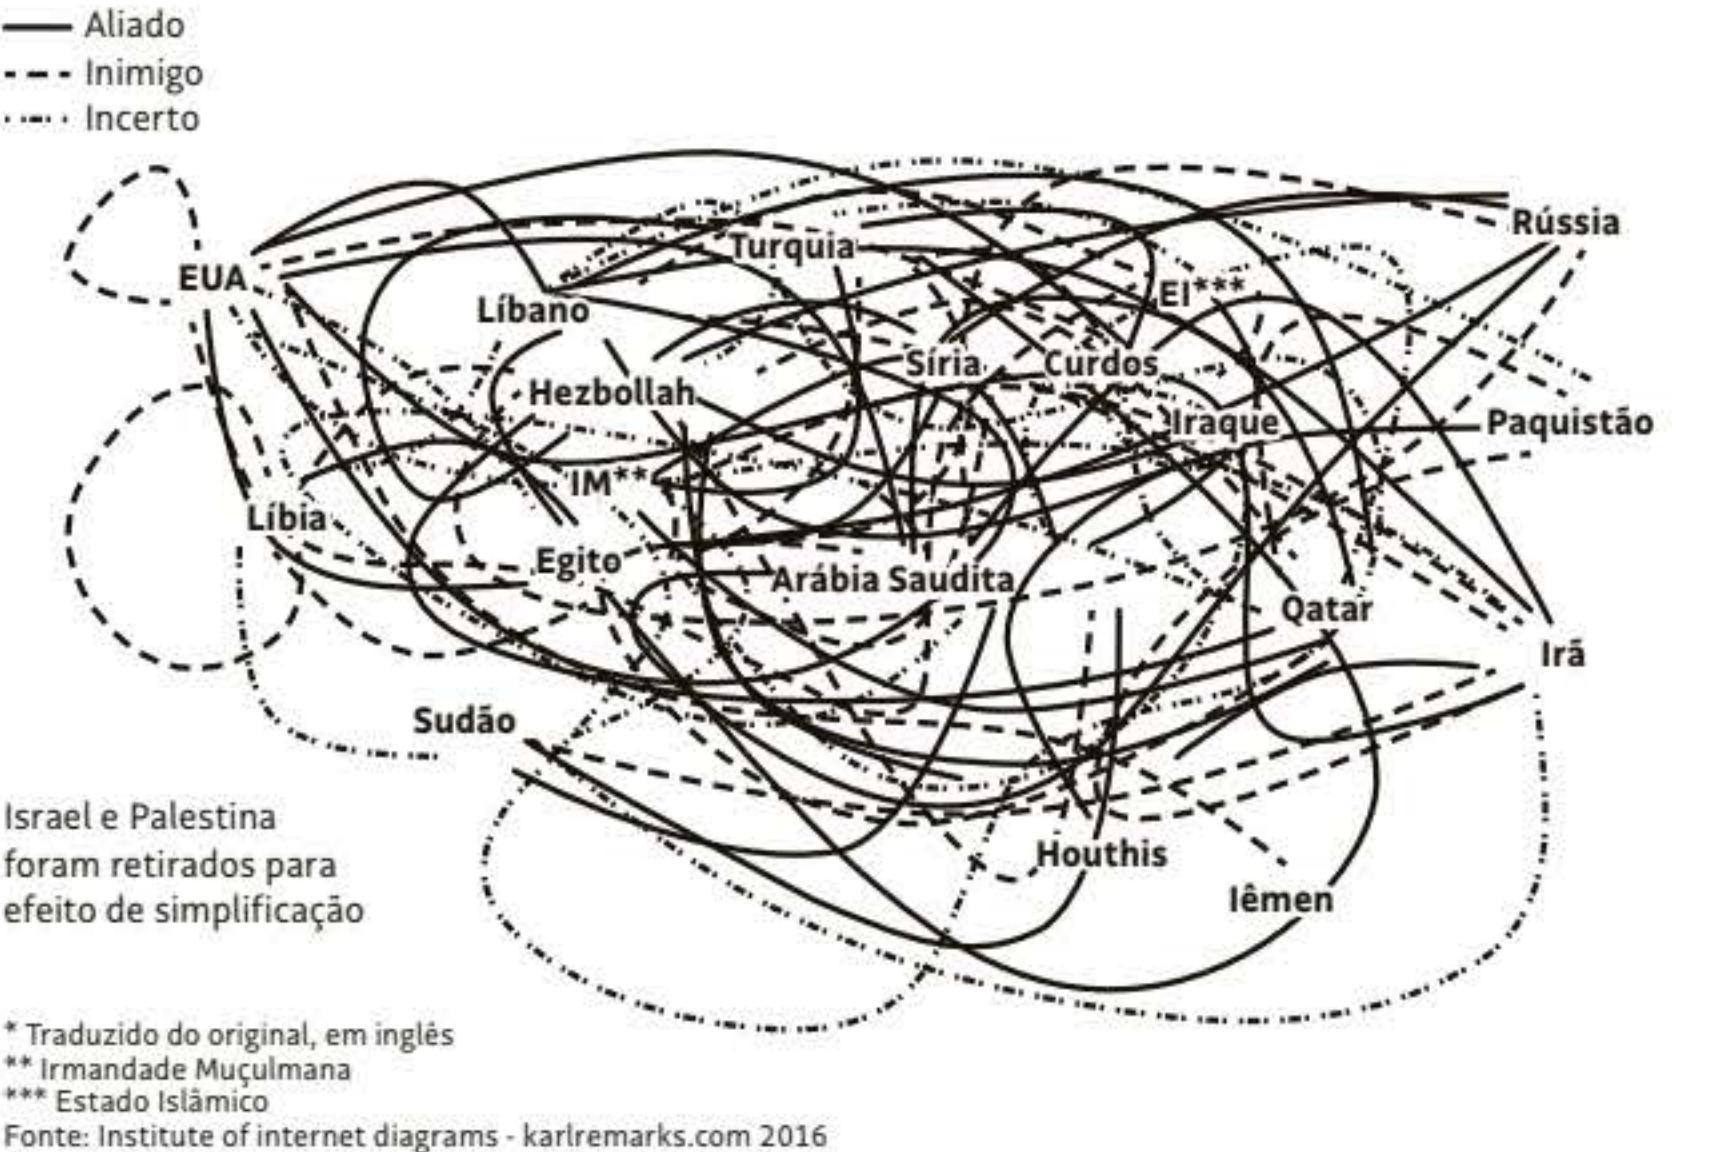 Aliado
Inimigo
Incerto
Rússia
Turquia
EUA
EI***
Líbano
Síria
Curdos
Hezbollah
Iraque
Paquistão
IM**
Líbia
Egito
Arábia Saudita
Qatar
Irã
Sudão
Israel e Palestina
foram retirados para
efeito de simplificação
Houthis
Iêmen
* Traduzido do original, em inglês
** Irmandade Muçulmana
*** Estado Islâmico
Fonte: Institute of internet diagrams - karlremarks.com 2016